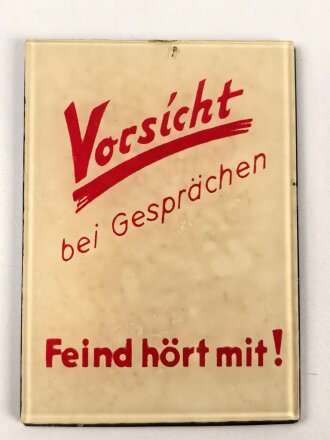 Vorsicht
bei Gesprächen
Feind hört mit!